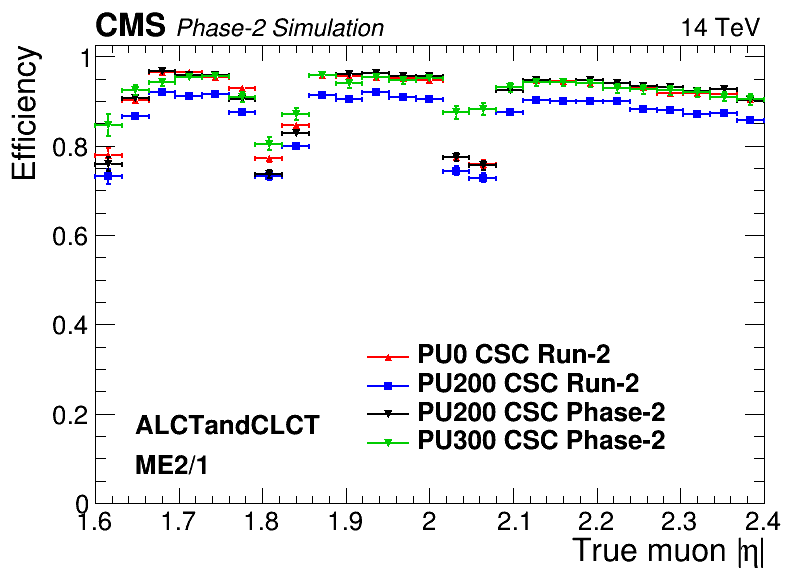 CMS Phase-2 Simulation 14 TeV
Efficiency
1
0.8
0.6
0.4
0.2
0
PU0 CSC Run-2
PU200 CSC Run-2
PU200 CSC Phase-2
PU300 CSC Phase-2
ALCTandCLCT
ME2/1
1.6 1.7 1.8 1.9 2 2.1 2.2 2.3 2.4
True muon |η|